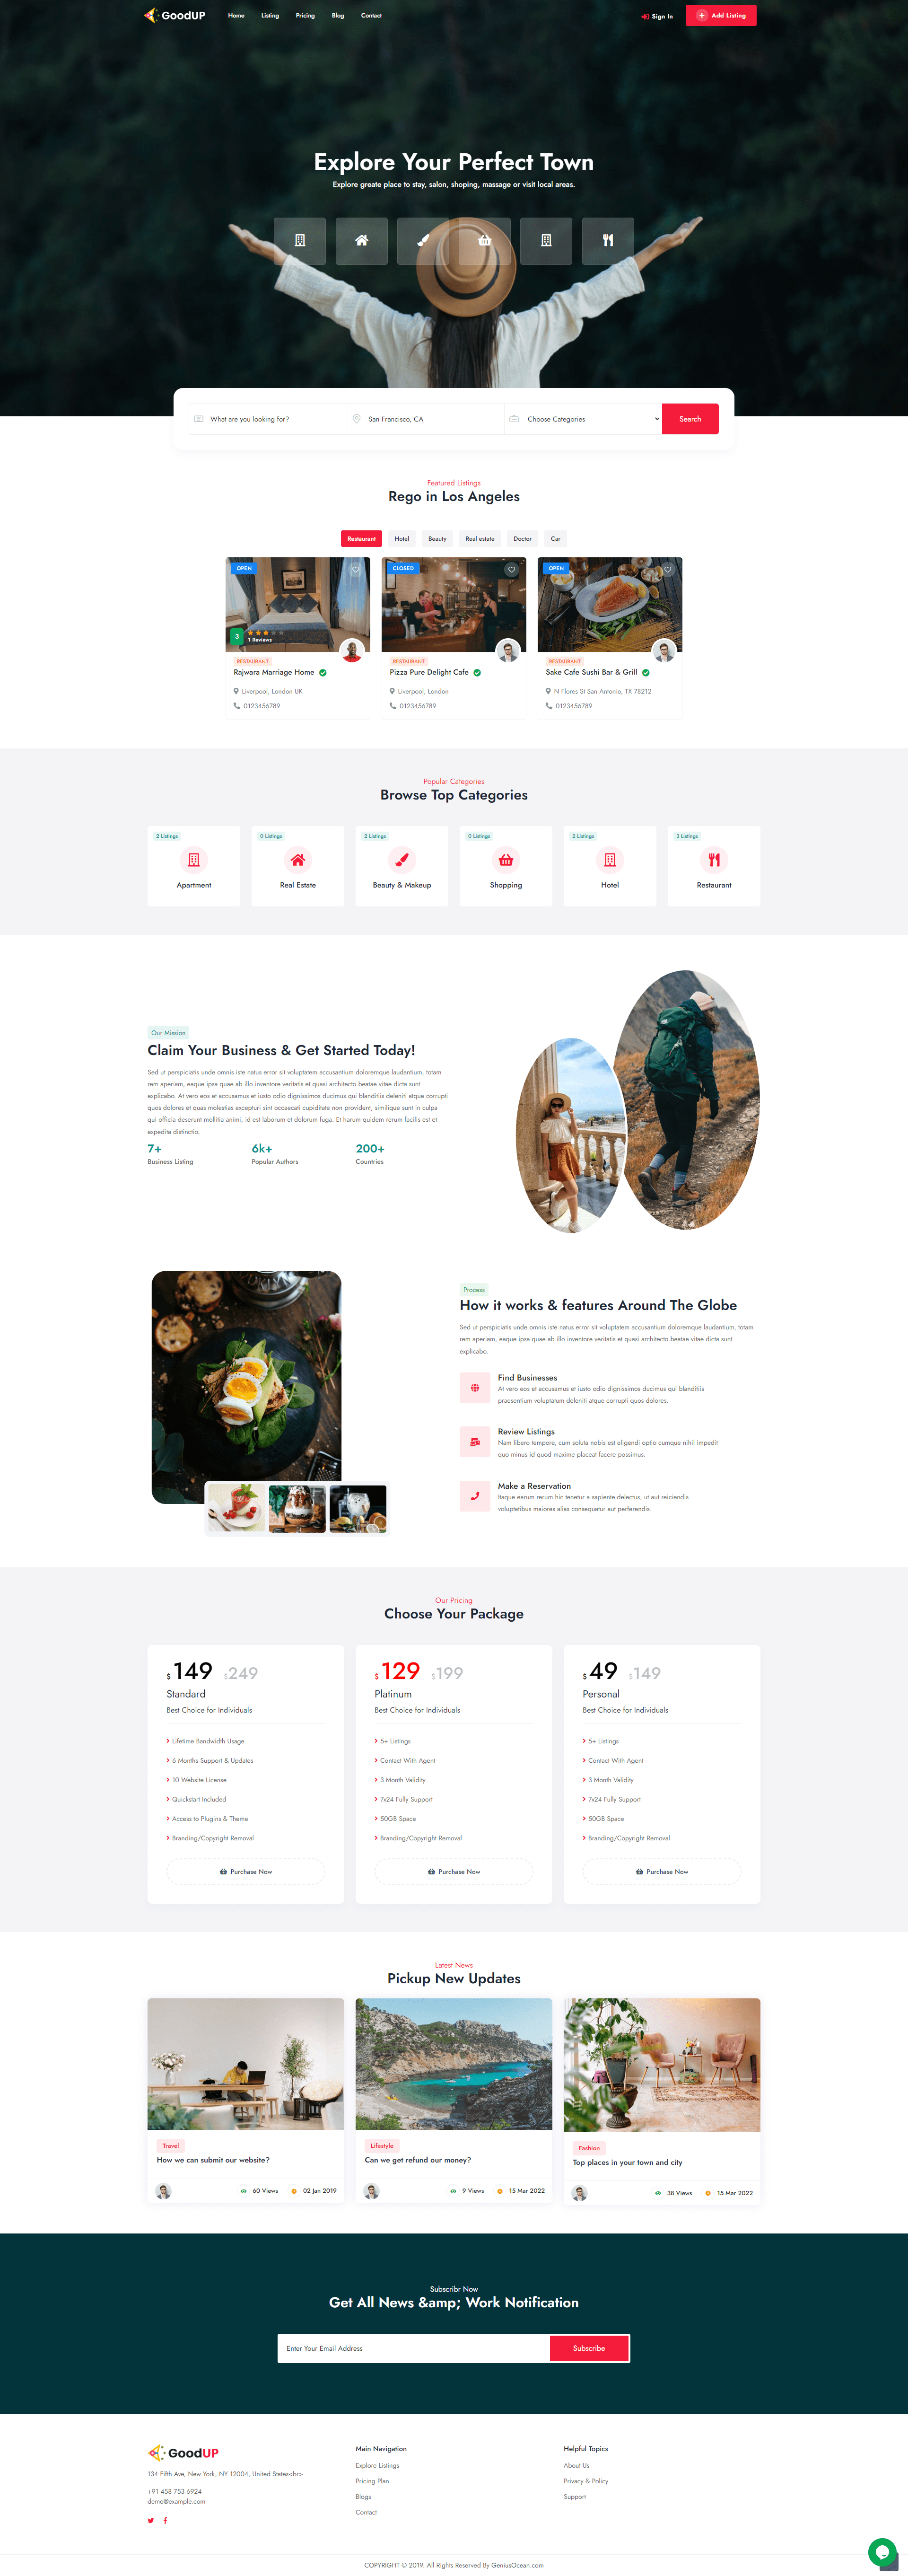 GoodUP
Home Listing Pricing Blog Contact
Sign In
Add Listing
Explore Your Perfect Town
Explore greate place to stay, salon, shoping, massage or visit local areas.
What are you looking for?
San Francisco, CA
Choose Categories
Search
Featured Listings
Rego in Los Angeles
Restaurant Hotel Beauty Real estate Doctor Car
OPEN
3
1 Reviews
RESTAURANT
Rajwara Marriage Home
Liverpool, London UK
0123456789
CLOSED
RESTAURANT
Pizza Pure Delight Cafe
Liverpool, London
0123456789
OPEN
RESTAURANT
Sake Cafe Sushi Bar & Grill
N Flores St San Antonio, TX 78212
0123456789
Popular Categories
Browse Top Categories
2 Listings
Apartment
0 Listings
Real Estate
2 Listings
Beauty & Makeup
0 Listings
Shopping
2 Listings
Hotel
3 Listings
Restaurant
Our Mission
Claim Your Business & Get Started Today!
Sed ut perspiciatis unde omnis iste natus error sit voluptatem accusantium doloremque laudantium, totam
rem aperiam, eaque ipsa quae ab illo inventore veritatis et quasi architecto beatae vitae dicta sunt
explicabo. At vero eos et accusamus et iusto odio dignissimos ducimus qui blanditiis deleniti atque corrupti
quos dolores et quas molestias excepturi sint occaecati cupiditate non provident, similique sunt in culpa
qui officia deserunt mollitia animi, id est laborum et dolorum fuga. Et harum quidem rerum facilis est et
expedita distinctio.
7+
Business Listing
6k+
Popular Authors
200+
Countries
Process
How it works & features Around The Globe
Sed ut perspiciatis unde omnis iste natus error sit voluptatem accusantium doloremque laudantium, totam
rem aperiam, eaque ipsa quae ab illo inventore veritatis et quasi architecto beatae vitae dicta sunt
explicabo.
Find Businesses
At vero eos et accusamus et iusto odio dignissimos ducimus qui blanditiis
praesentium voluptatum deleniti atque corrupti quos dolores.
Review Listings
Nam libero tempore, cum soluta nobis est eligendi optio cumque nihil impedit
quo minus id quod maxime placeat facere possimus.
Make a Reservation
Itaque earum rerum hic tenetur a sapiente delectus, ut aut reiciendis
voluptatibus maiores alias consequatur aut perferendis.
Our Pricing
Choose Your Package
$149 $249
Standard
Best Choice for Individuals
Lifetime Bandwidth Usage
6 Months Support & Updates
10 Website License
Quickstart Included
Access to Plugins & Theme
Branding/Copyright Removal
Purchase Now
$129 $199
Platinum
Best Choice for Individuals
5+ Listings
Contact With Agent
3 Month Validity
7x24 Fully Support
50GB Space
Branding/Copyright Removal
Purchase Now
$49 $149
Personal
Best Choice for Individuals
5+ Listings
Contact With Agent
3 Month Validity
7x24 Fully Support
50GB Space
Branding/Copyright Removal
Purchase Now
Latest News
Pickup New Updates
Travel
How we can submit our website?
60 Views 02 Jan 2019
Lifestyle
Can we get refund our money?
9 Views 15 Mar 2022
Fashion
Top places in your town and city
38 Views 15 Mar 2022
Subscribr Now
Get All News &amp; Work Notification
Enter Your Email Address
Subscribe
GoodUP
134 Fifth Ave, New York, NY 12004, United States<br>
+91 458 753 6924
demo@example.com
Main Navigation
Explore Listings
Pricing Plan
Blogs
Contact
Helpful Topics
About Us
Privacy & Policy
Support
COPYRIGHT © 2019. All Rights Reserved By GeniusOcean.com